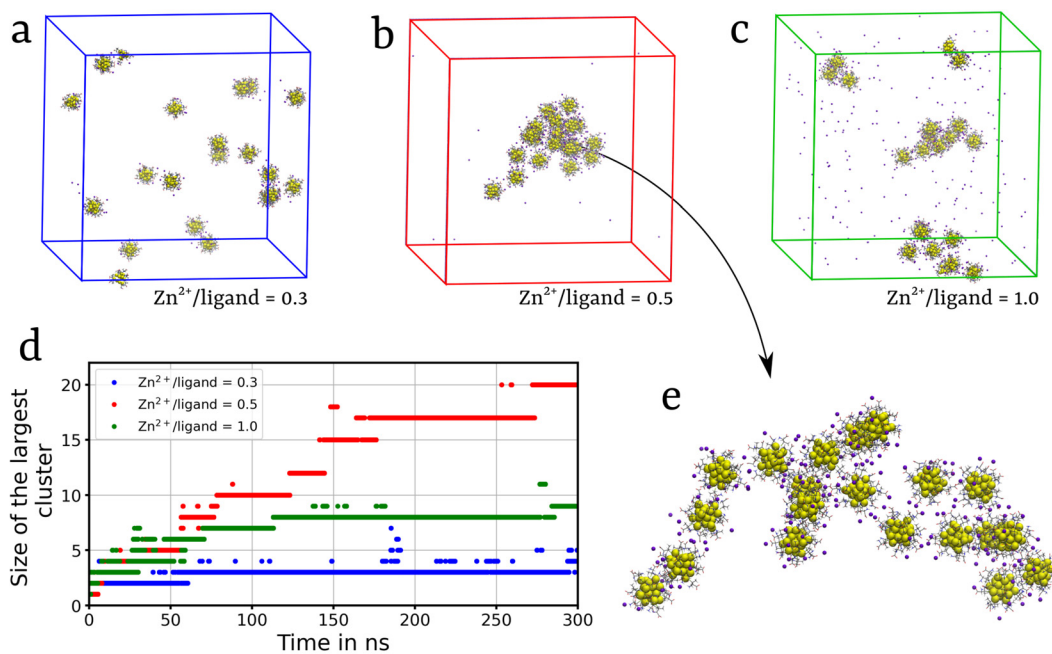 a
b
c
Zn²⁺/ligand = 0.3
Zn²⁺/ligand = 0.5
Zn²⁺/ligand = 1.0
d
Zn²⁺/ligand = 0.3
Zn²⁺/ligand = 0.5
Zn²⁺/ligand = 1.0
Size of the largest
cluster
20
15
10
5
0
0 50 100 150 200 250 300
Time in ns
e